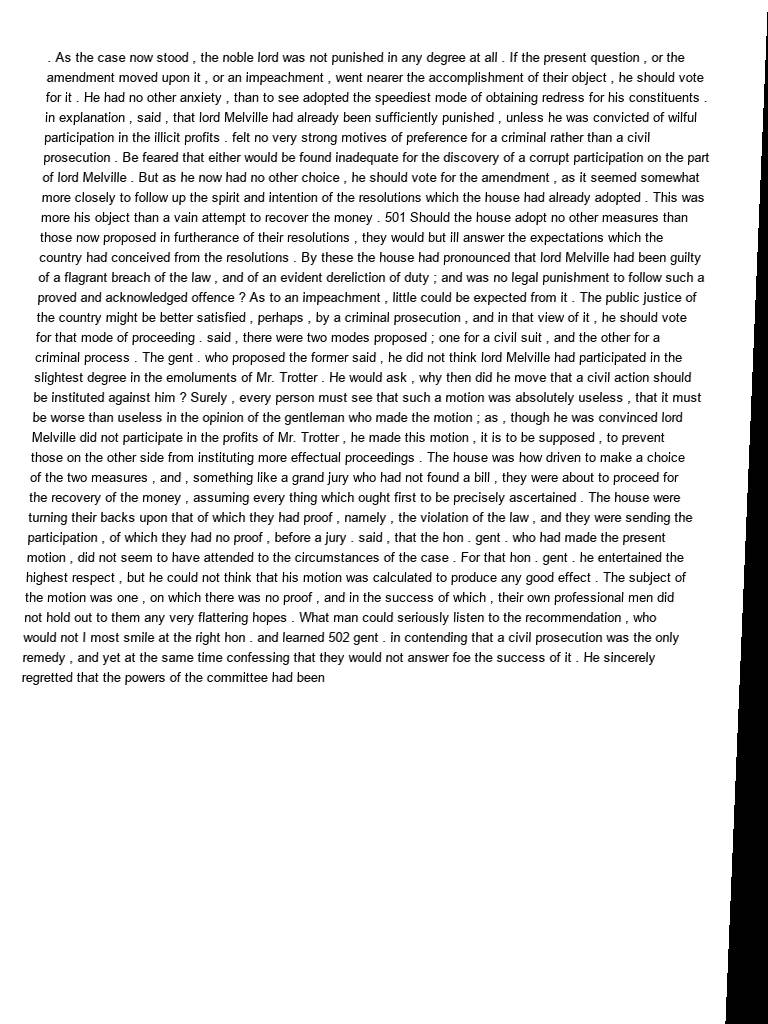 . As the case now stood , the noble lord was not punished in any degree at all . If the present question , or the
amendment moved upon it , or an impeachment , went nearer the accomplishment of their object , he should vote
for it . He had no other anxiety , than to see adopted the speediest mode of obtaining redress for his constituents .
in explanation , said , that lord Melville had already been sufficiently punished , unless he was convicted of wilful
participation in the illicit profits . felt no very strong motives of preference for a criminal rather than a civil
prosecution . Be feared that either would be found inadequate for the discovery of a corrupt participation on the part
of lord Melville . But as he now had no other choice , he should vote for the amendment , as it seemed somewhat
more closely to follow up the spirit and intention of the resolutions which the house had already adopted . This was
more his object than a vain attempt to recover the money . 501 Should the house adopt no other measures than
those now proposed in furtherance of their resolutions , they would but ill answer the expectations which the
country had conceived from the resolutions . By these the house had pronounced that lord Melville had been guilty
of a flagrant breach of the law , and of an evident dereliction of duty ; and was no legal punishment to follow such a
proved and acknowledged offence ? As to an impeachment , little could be expected from it . The public justice of
the country might be better satisfied , perhaps , by a criminal prosecution , and in that view of it , he should vote
for that mode of proceeding . said , there were two modes proposed ; one for a civil suit , and the other for a
criminal process . The gent . who proposed the former said , he did not think lord Melville had participated in the
slightest degree in the emoluments of Mr. Trotter . He would ask , why then did he move that a civil action should
be instituted against him ? Surely , every person must see that such a motion was absolutely useless , that it must
be worse than useless in the opinion of the gentleman who made the motion ; as , though he was convinced lord
Melville did not participate in the profits of Mr. Trotter , he made this motion , it is to be supposed , to prevent
those on the other side from instituting more effectual proceedings . The house was how driven to make a choice
of the two measures , and , something like a grand jury who had not found a bill , they were about to proceed for
the recovery of the money , assuming every thing which ought first to be precisely ascertained . The house were
turning their backs upon that of which they had proof , namely , the violation of the law , and they were sending the
participation , of which they had no proof , before a jury . said , that the hon . gent . who had made the present
motion , did not seem to have attended to the circumstances of the case . For that hon . gent . he entertained the
highest respect , but he could not think that his motion was calculated to produce any good effect . The subject of
the motion was one , on which there was no proof , and in the success of which , their own professional men did
not hold out to them any very flattering hopes . What man could seriously listen to the recommendation , who
would not I most smile at the right hon . and learned 502 gent . in contending that a civil prosecution was the only
remedy , and yet at the same time confessing that they would not answer foe the success of it . He sincerely
regretted that the powers of the committee had been